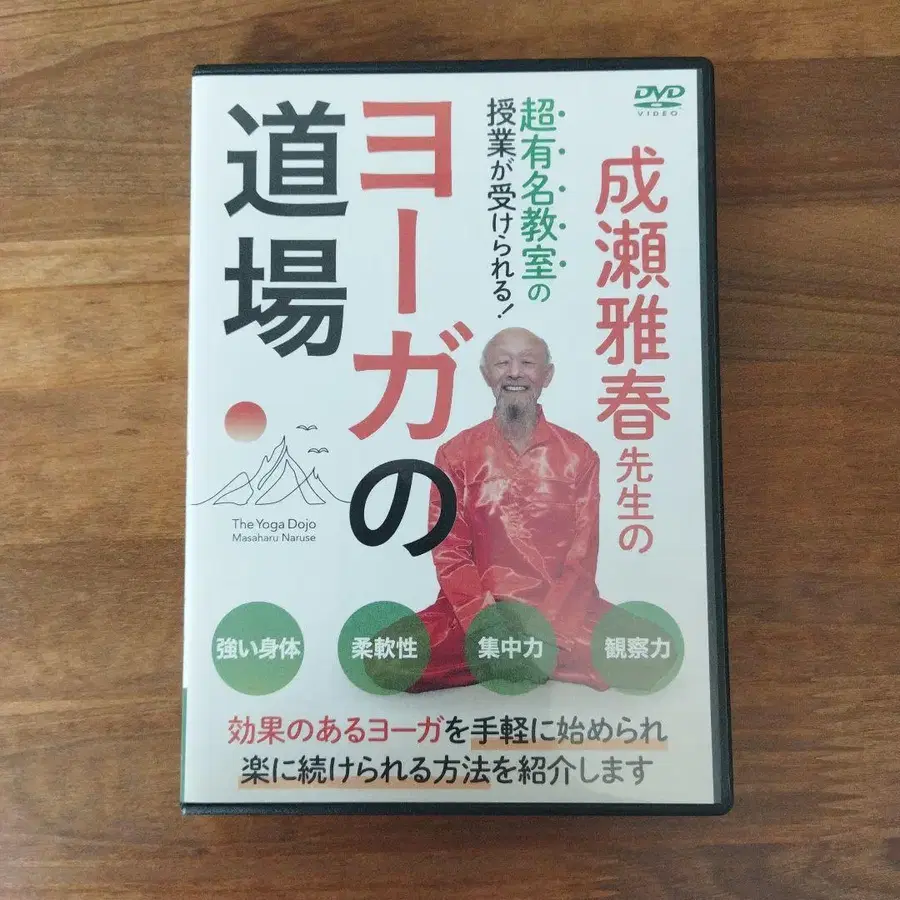 DVD
VIDEO
成瀬雅春先生の
超有名教室の
授業が受けられる!
ヨーガの
道場
The Yoga Dojo
Masaharu Naruse
強い身体
柔軟性
集中力
観察力
効果のあるヨーガを手軽に始められ
楽に続けられる方法を紹介します